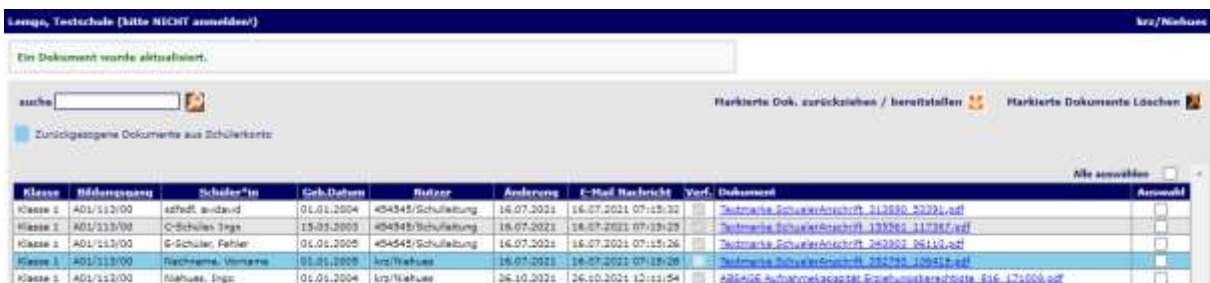 Lemgo, Testschule (bitte NICHT anmelden!) krz/Niehues
Ein Dokument wurde aktualisiert.
suche Markierte Dok. zurückziehen / bereitstellen Markierte Dokumente Löschen
Zurückgezogene Dokumente aus Schülerkonto
Alle auswählen
Klasse Bildungsgang Schüler*in Geb.Datum Nutzer Änderung E-Mail Nachricht Verf. Dokument Auswahl
Klasse 1 A01/113/00 01.01.2004 454545/Schulleitung 16.07.2021 16.07.2021 07:15:32
Klasse 1 A01/113/00 C-Schüler, Ingo 15.03.2003 454545/Schulleitung 16.07.2021 16.07.2021 07:15:29
Klasse 1 A01/113/00 E-Schüler, Fehler 01.01.2005 454545/Schulleitung 16.07.2021 16.07.2021 07:15:26
Klasse 1 A01/113/00 Nachname, Vorname 01.01.2005 krz/Niehues 16.07.2021 16.07.2021 07:15:26
Klasse 1 A01/113/00 Niehues, Ingo 01.01.2004 krz/Niehues 26.10.2021 26.10.2021 12:11:54